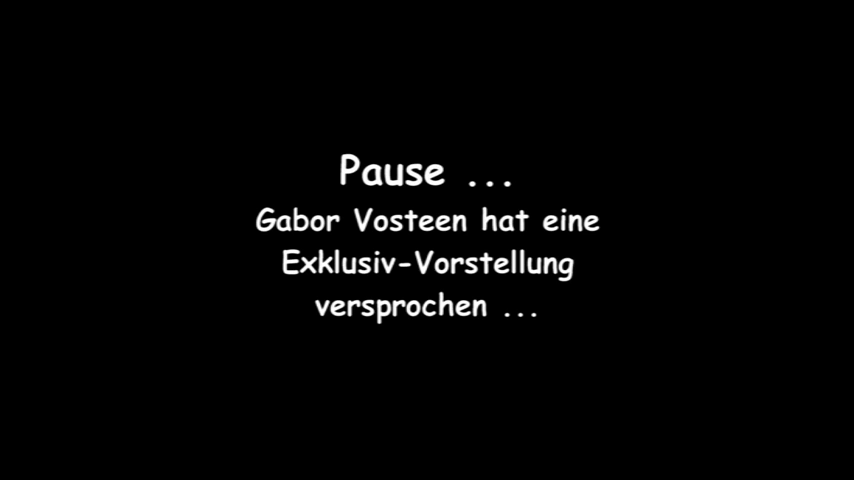 Pause ...
Gabor Vosteen hat eine
Exklusiv-Vorstellung
versprochen ...